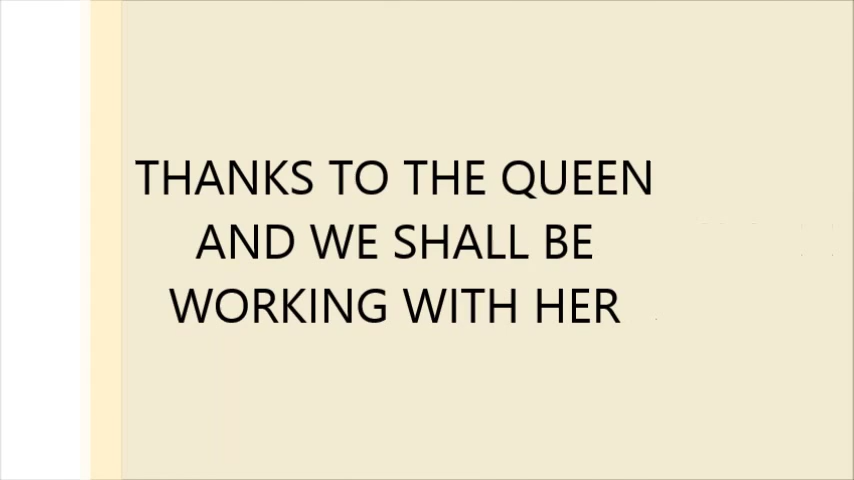 THANKS TO THE QUEEN
AND WE SHALL BE
WORKING WITH HER